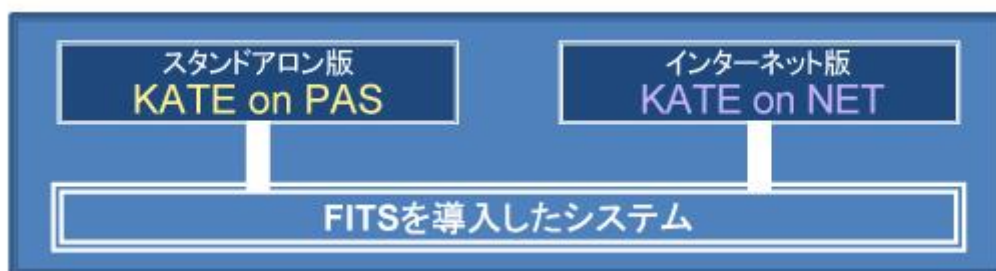 スタンドアロン版
KATE on PAS
インターネット版
KATE on NET
FITSを導入したシステム